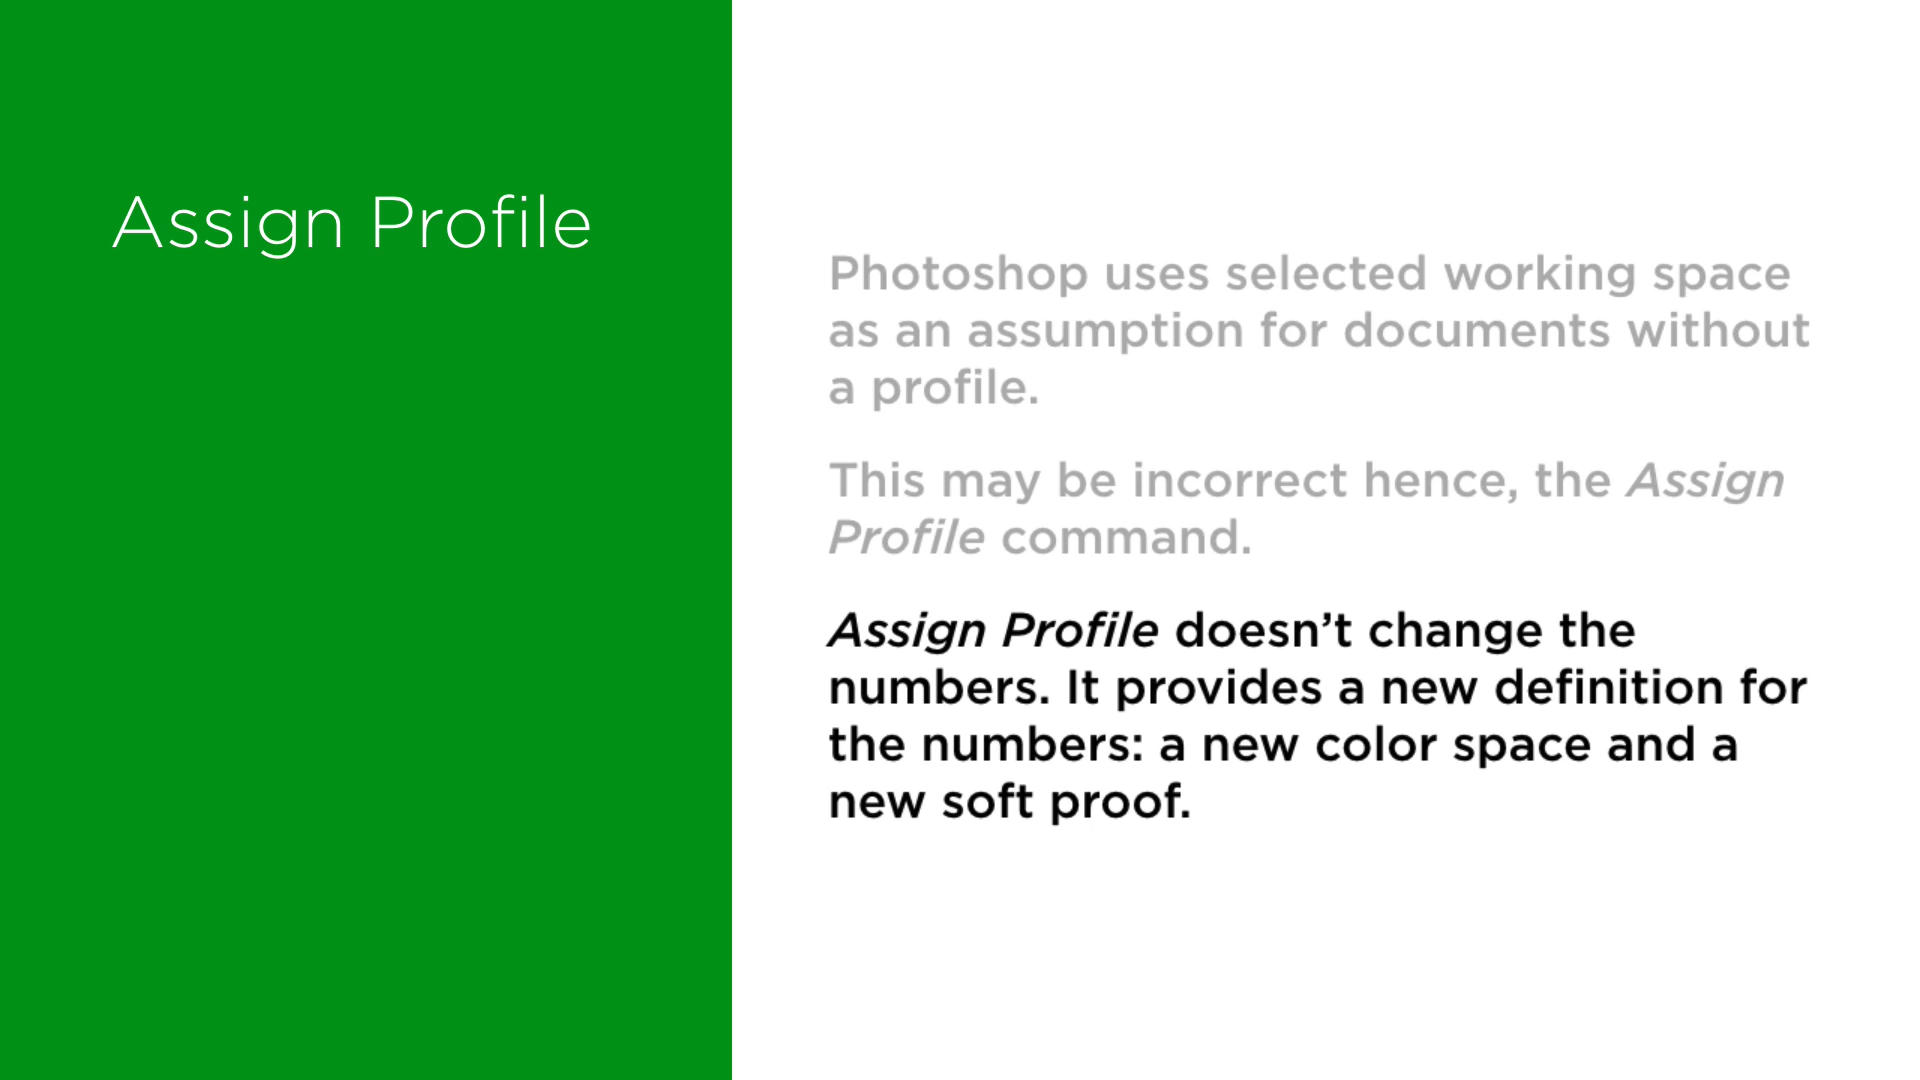 Assign Profile
Photoshop uses selected working space
as an assumption for documents without
a profile.
This may be incorrect hence, the Assign
Profile command.
Assign Profile doesn’t change the
numbers. It provides a new definition for
the numbers: a new color space and a
new soft proof.